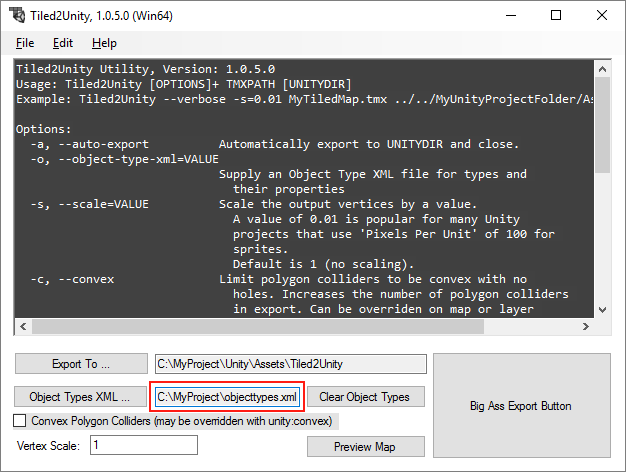 Tiled2Unity, 1.0.5.0 (Win64)
File Edit Help
Tiled2Unity Utility, Version: 1.0.5.0
Usage: Tiled2Unity [OPTIONS]+ TMXPATH [UNITYDIR]
Example: Tiled2Unity --verbose -s=0.01 MyTiledMap.tmx ../../MyUnityProjectFolder/As
Options:
-a, --auto-export Automatically export to UNITYDIR and close.
-o, --object-type-xml=VALUE
Supply an Object Type XML file for types and
their properties
-s, --scale=VALUE Scale the output vertices by a value.
A value of 0.01 is popular for many Unity
projects that use 'Pixels Per Unit' of 100 for
sprites.
Default is 1 (no scaling).
-c, --convex Limit polygon colliders to be convex with no
holes. Increases the number of polygon colliders
in export. Can be overriden on map or layer
Export To ... C:\MyProject\Unity\Assets\Tiled2Unity
Object Types XML ... C:\MyProject\objecttypes.xml Clear Object Types
Big Ass Export Button
Convex Polygon Colliders (may be overridden with unity:convex)
Vertex Scale: 1 Preview Map